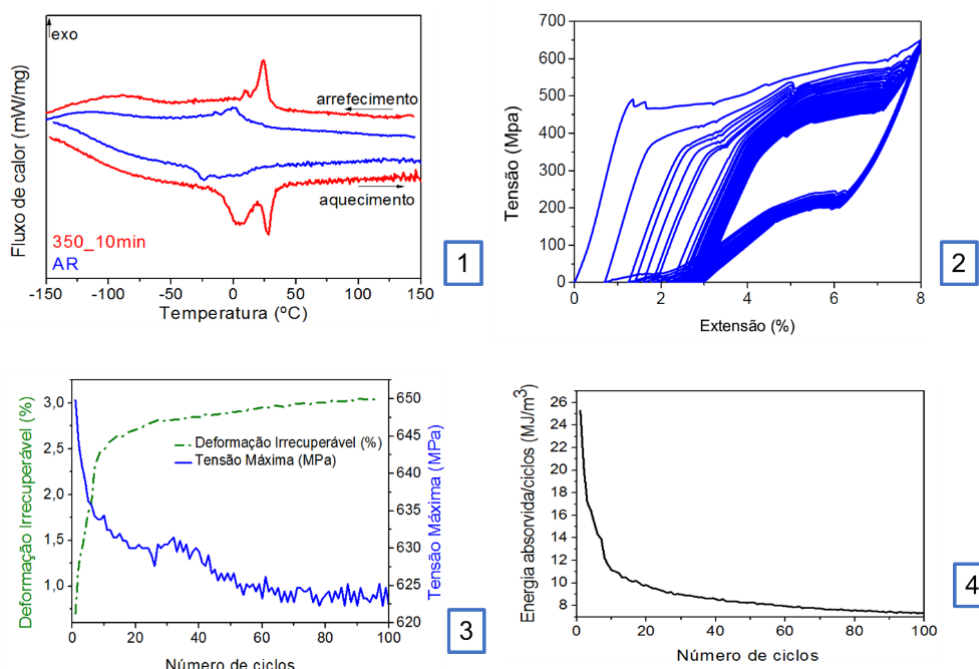 exo
Fluxo de calor (mW/mg)
arrefecimento
aquecimento
350_10min
AR
1
-150 -100 -50 0 50 100 150
Temperatura (ºC)
700
600
500
400
300
200
100
0
Tensão (Mpa)
0 2 4 6 8
Extensão (%)
2
3,0
2,5
2,0
1,5
1,0
Deformação Irrecuperável (%)
Deformação Irrecuperável (%)
Tensão Máxima (MPa)
650
645
640
635
630
625
620
Tensão Máxima (MPa)
0 20 40 60 80 100
Número de ciclos
3
26
24
22
20
18
16
14
12
10
8
Energia absorvida/ciclos (MJ/m³)
0 20 40 60 80 100
Número de ciclos
4